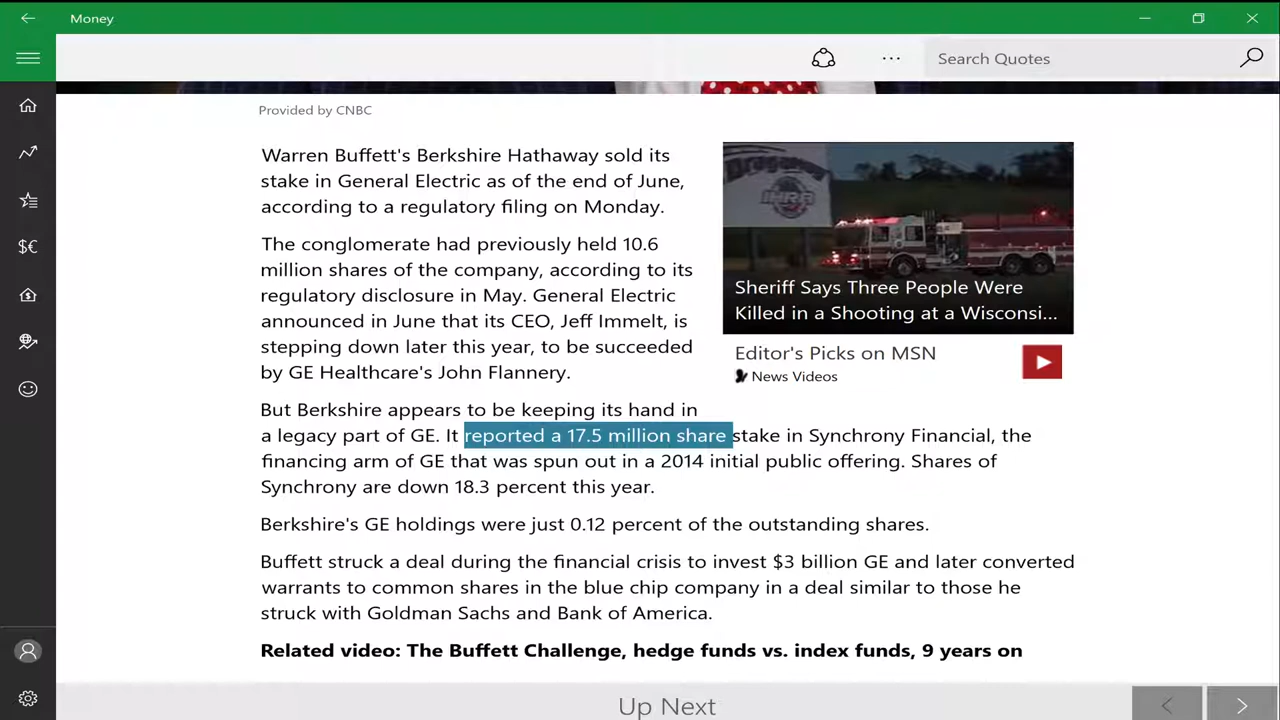 Money
Search Quotes
Provided by CNBC
Warren Buffett's Berkshire Hathaway sold its
stake in General Electric as of the end of June,
according to a regulatory filing on Monday.
The conglomerate had previously held 10.6
million shares of the company, according to its
regulatory disclosure in May. General Electric
announced in June that its CEO, Jeff Immelt, is
stepping down later this year, to be succeeded
by GE Healthcare's John Flannery.
IHRA
Sheriff Says Three People Were
Killed in a Shooting at a Wisconsi...
Editor's Picks on MSN
News Videos
But Berkshire appears to be keeping its hand in
a legacy part of GE. It reported a 17.5 million share stake in Synchrony Financial, the
financing arm of GE that was spun out in a 2014 initial public offering. Shares of
Synchrony are down 18.3 percent this year.
Berkshire's GE holdings were just 0.12 percent of the outstanding shares.
Buffett struck a deal during the financial crisis to invest $3 billion GE and later converted
warrants to common shares in the blue chip company in a deal similar to those he
struck with Goldman Sachs and Bank of America.
Related video: The Buffett Challenge, hedge funds vs. index funds, 9 years on
Up Next